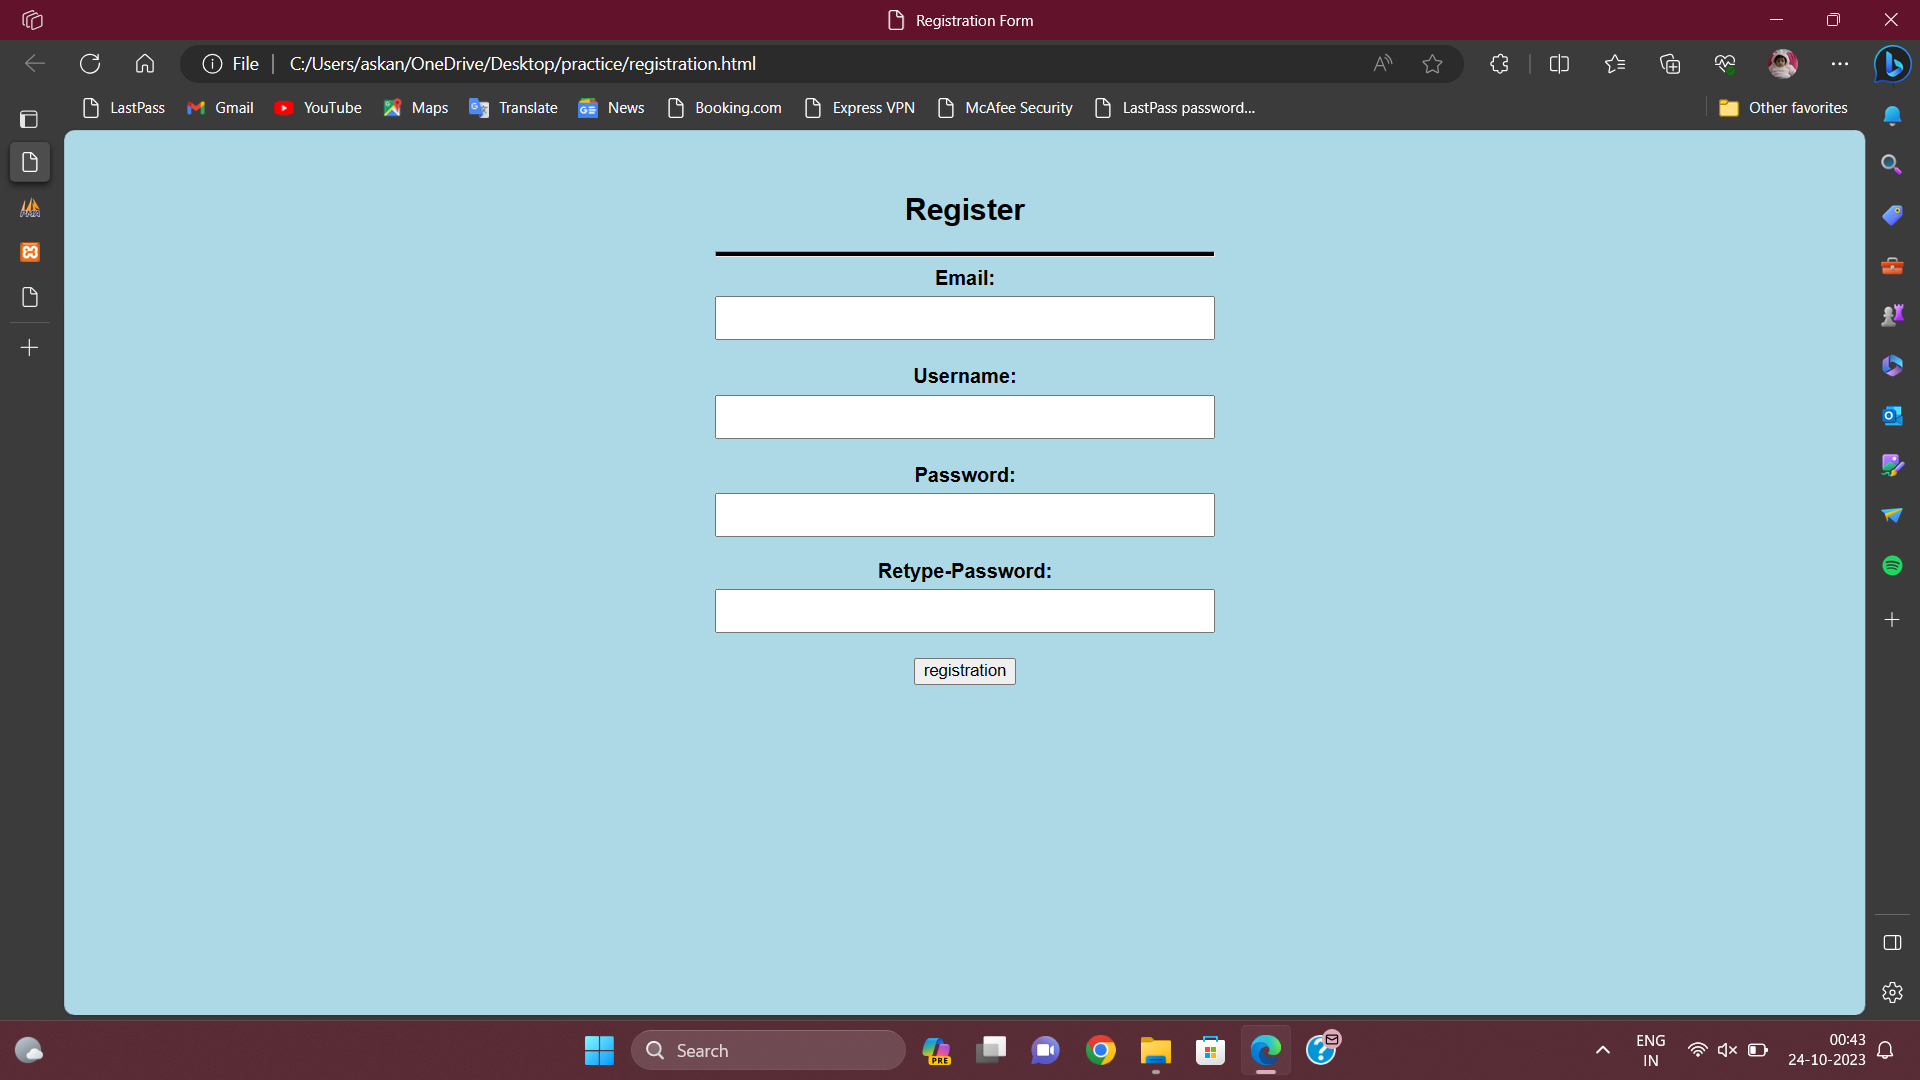 Registration Form
File C:/Users/askan/OneDrive/Desktop/practice/registration.html
LastPass Gmail YouTube Maps Translate News Booking.com Express VPN McAfee Security LastPass password... Other favorites
Register
Email:
Username:
Password:
Retype-Password:
registration
Search
PRE
ENG
IN
00:43
24-10-2023